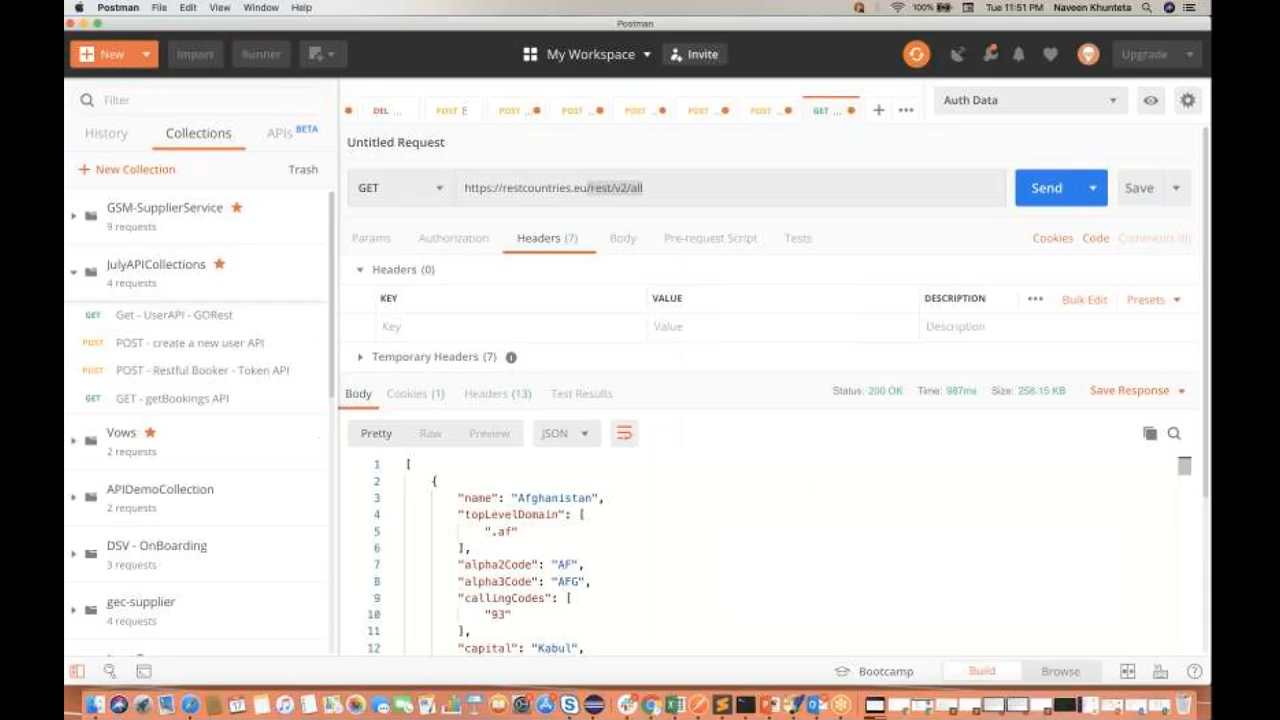 Postman File Edit View Window Help 100% Tue 11:51 PM Naveen Khunteta
Postman
New Import Runner My Workspace Invite Upgrade
Filter
DEL ... POST E POST ... POST ... POST ... POST ... POST ... GET ... Auth Data
History Collections APIs BETA
Untitled Request
New Collection Trash
GET https://restcountries.eu/rest/v2/all Send Save
GSM-SupplierService
9 requests
Params Authorization Headers (7) Body Pre-request Script Tests Cookies Code Comments (0)
JulyAPICollections
4 requests
Headers (0)
KEY VALUE DESCRIPTION Bulk Edit Presets
Key Value Description
GET Get - UserAPI - GORest
POST POST - create a new user API
POST POST - Restful Booker - Token API
GET GET - getBookings API
Temporary Headers (7)
Body Cookies (1) Headers (13) Test Results Status: 200 OK Time: 987ms Size: 258.15 KB Save Response
Vows
2 requests
Pretty Raw Preview JSON
APIDemoCollection
2 requests
DSV - OnBoarding
3 requests
gec-supplier
4 requests
1 [
2 {
3 "name": "Afghanistan",
4 "topLevelDomain": [
5 ".af"
6 ],
7 "alpha2Code": "AF",
8 "alpha3Code": "AFG",
9 "callingCodes": [
10 "93"
11 ],
12 "capital": "Kabul",
Bootcamp Build Browse